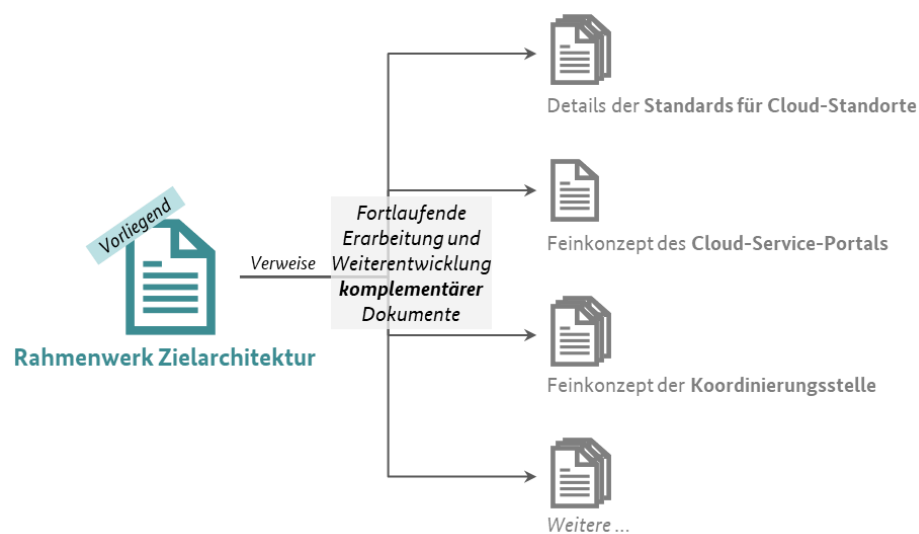 Vorliegend
Rahmenwerk Zielarchitektur
Verweise
Fortlaufende
Erarbeitung und
Weiterentwicklung
komplementärer
Dokumente
Details der Standards für Cloud-Standorte
Feinkonzept des Cloud-Service-Portals
Feinkonzept der Koordinierungsstelle
Weitere ...